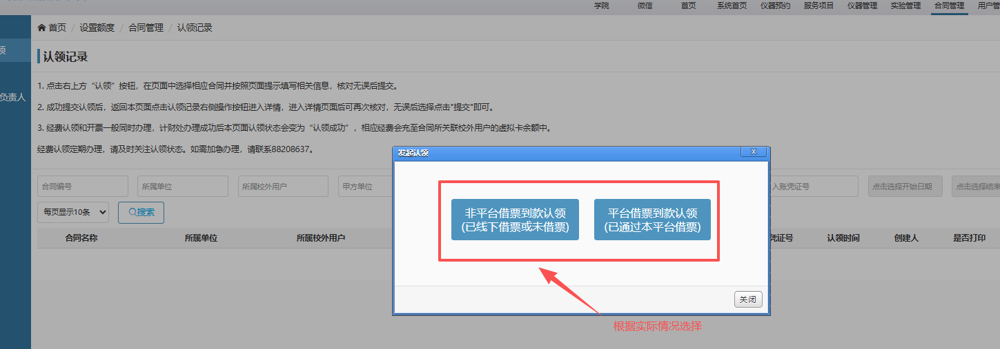 学院 微信 首页 系统首页 仪器预约 服务项目 仪器管理 实验管理 合同管理 用户管
首页 / 设置额度 / 合同管理 / 认领记录
领
认领记录
1. 点击右上方“认领”按钮，在页面中选择相应合同并按照页面提示填写相关信息，核对无误后提交。
负责人
2. 成功提交认领后，返回本页面点击认领记录右侧操作按钮进入详情，进入详情页面后可再次核对，无误后选择点击"提交"即可。
3. 经费认领和开票一般同时办理，计财处办理成功后本页面认领状态会变为“认领成功”，相应经费会充至合同所关联校外用户的虚拟卡余额中。
经费认领定期办理，请及时关注认领状态。如需加急办理，请联系88208637。
发起认领
x
合同编号 所属单位 所属校外用户 甲方单位 入账凭证号 点击选择开始日期 点击选择结束
非平台借票到款认领
(已线下借票或未借票)
平台借票到款认领
(已通过本平台借票)
每页显示10条 搜索
合同名称 所属单位 所属校外用户 凭证号 认领时间 创建人 是否打印
关闭
根据实际情况选择